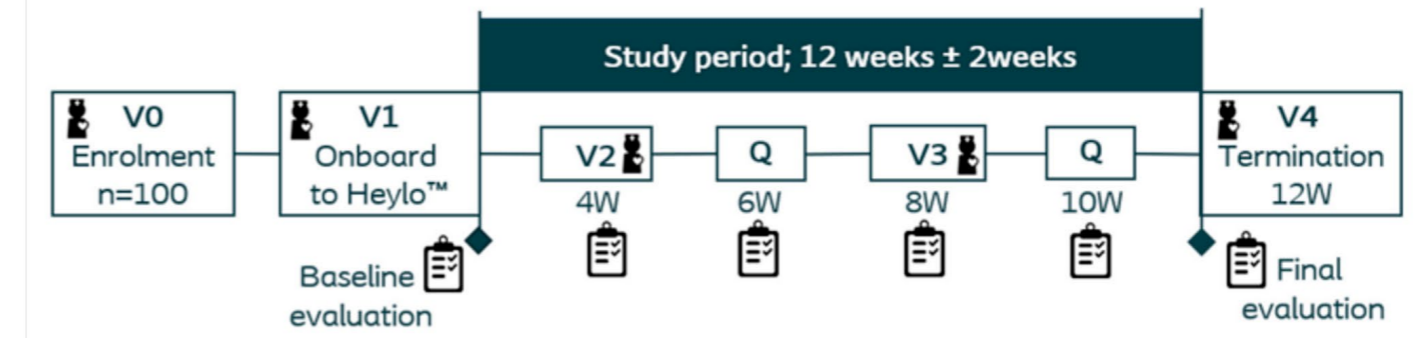 Study period; 12 weeks ± 2weeks
V0
Enrolment
n=100
V1
Onboard
to Heylo™
V2
4W
Q
6W
V3
8W
Q
10W
V4
Termination
12W
Baseline
evaluation
Final
evaluation